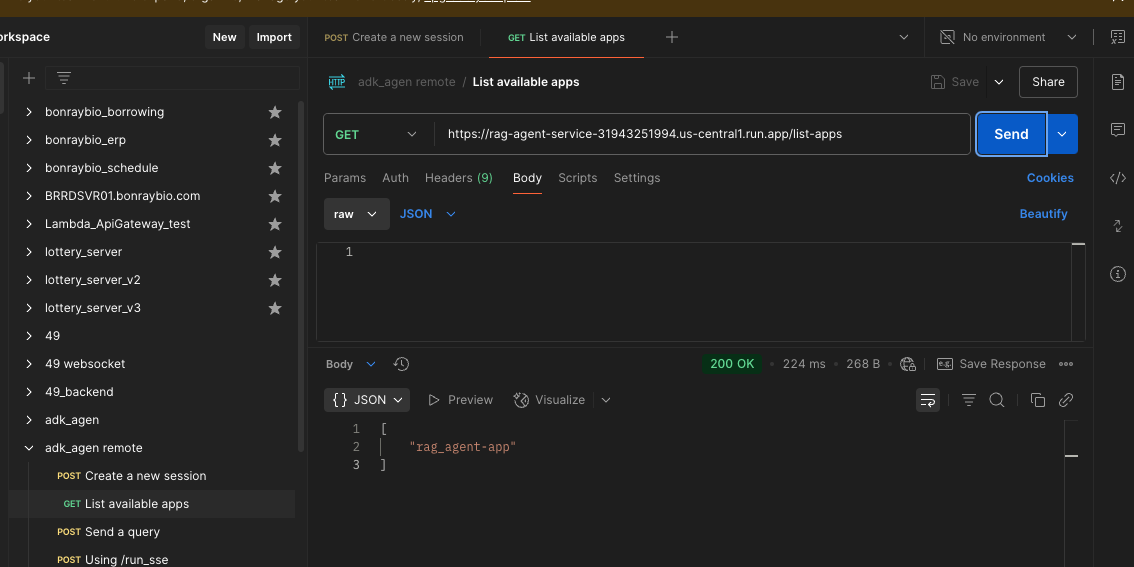 orkspace
New
Import
POST Create a new session
GET List available apps
No environment
adk_agen remote / List available apps
Save
Share
GET
https://rag-agent-service-31943251994.us-central1.run.app/list-apps
Send
Params Auth Headers (9) Body Scripts Settings
Cookies
raw
JSON
Beautify
1
bonraybio_borrowing
bonraybio_erp
bonraybio_schedule
BRRDSVR01.bonraybio.com
Lambda_ApiGateway_test
lottery_server
lottery_server_v2
lottery_server_v3
49
49 websocket
49_backend
adk_agen
adk_agen remote
POST Create a new session
GET List available apps
POST Send a query
POST Using /run_sse
Body
200 OK • 224 ms • 268 B •
e.g. Save Response
{} JSON
Preview
Visualize
1 [
2 "rag_agent-app"
3 ]